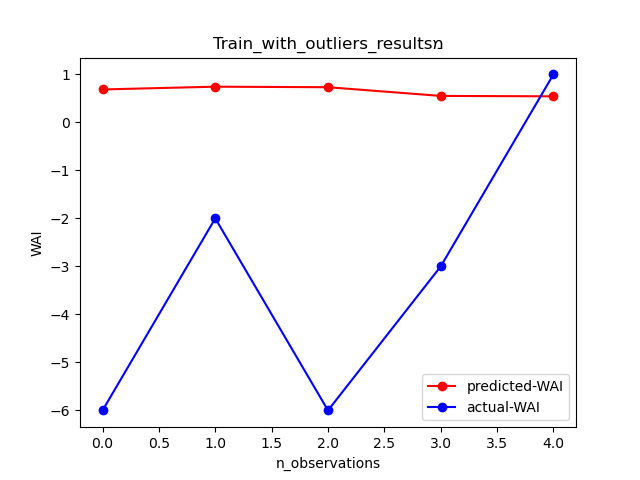 Train_with_outliers_resultsn
WAI
1
0
−1
−2
−3
−4
−5
−6
0.0 0.5 1.0 1.5 2.0 2.5 3.0 3.5 4.0
n_observations
predicted-WAI
actual-WAI